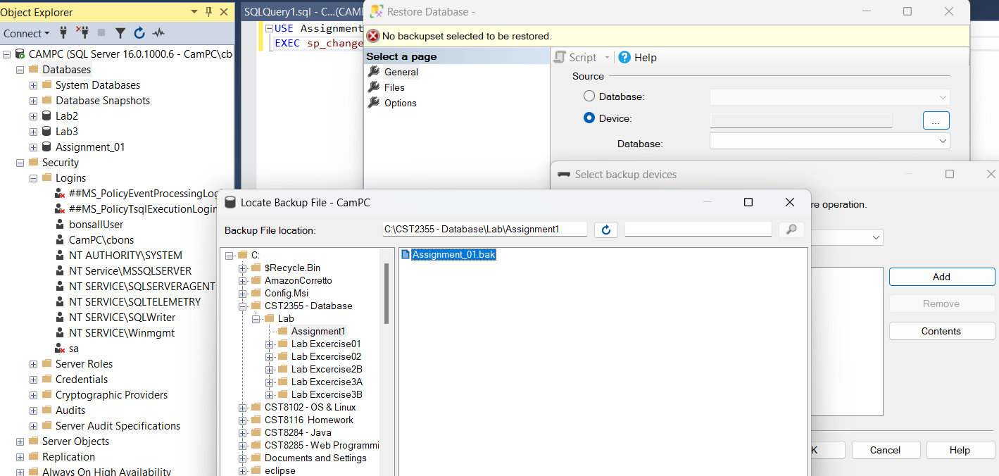 Object Explorer
Connect
CAMPC (SQL Server 16.0.1000.6 - CamPC\cbo
Databases
System Databases
Database Snapshots
Lab2
Lab3
Assignment_01
Security
Logins
##MS_PolicyEventProcessingLog
##MS_PolicyTsqlExecutionLogin
bonsallUser
CamPC\cbons
NT AUTHORITY\SYSTEM
NT Service\MSSQLSERVER
NT SERVICE\SQLSERVERAGENT
NT SERVICE\SQLTELEMETRY
NT SERVICE\SQLWriter
NT SERVICE\Winmgmt
sa
Server Roles
Credentials
Cryptographic Providers
Audits
Server Audit Specifications
Server Objects
Replication
Always On High Availability
SQLQuery1.sql - C...(CAM
USE Assignment
EXEC sp_change
Restore Database -
No backupset selected to be restored.
Select a page
General
Files
Options
Script
Help
Source
Database:
Device:
...
Database:
Select backup devices
re operation.
Add
Remove
Contents
K
Cancel
Help
Locate Backup File - CamPC
Backup File location:
C:\CST2355 - Database\Lab\Assignment1
C:
$Recycle.Bin
AmazonCorretto
Config.Msi
CST2355 - Database
Lab
Assignment1
Lab Excercise01
Lab Excercise02
Lab Excercise2B
Lab Excercise3A
Lab Excercise3B
CST8102 - OS & Linux
CST8116 Homework
CST8284 - Java
CST8285 - Web Programmi
Documents and Settings
eclipse
Assignment_01.bak